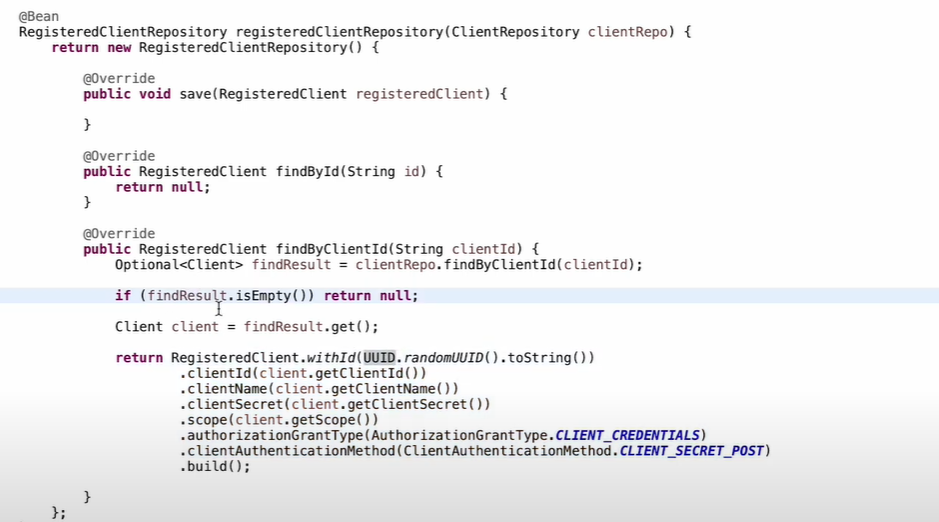 @Bean
RegisteredClientRepository registeredClientRepository(ClientRepository clientRepo) {
return new RegisteredClientRepository() {
@Override
public void save(RegisteredClient registeredClient) {
}
@Override
public RegisteredClient findById(String id) {
return null;
}
@Override
public RegisteredClient findByClientId(String clientId) {
Optional<Client> findResult = clientRepo.findByClientId(clientId);
if (findResult.isEmpty()) return null;
Client client = findResult.get();
return RegisteredClient.withId(UUID.randomUUID().toString())
.clientId(client.getClientId())
.clientName(client.getClientName())
.clientSecret(client.getClientSecret())
.scope(client.getScope())
.authorizationGrantType(AuthorizationGrantType.CLIENT_CREDENTIALS)
.clientAuthenticationMethod(ClientAuthenticationMethod.CLIENT_SECRET_POST)
.build();
}
};